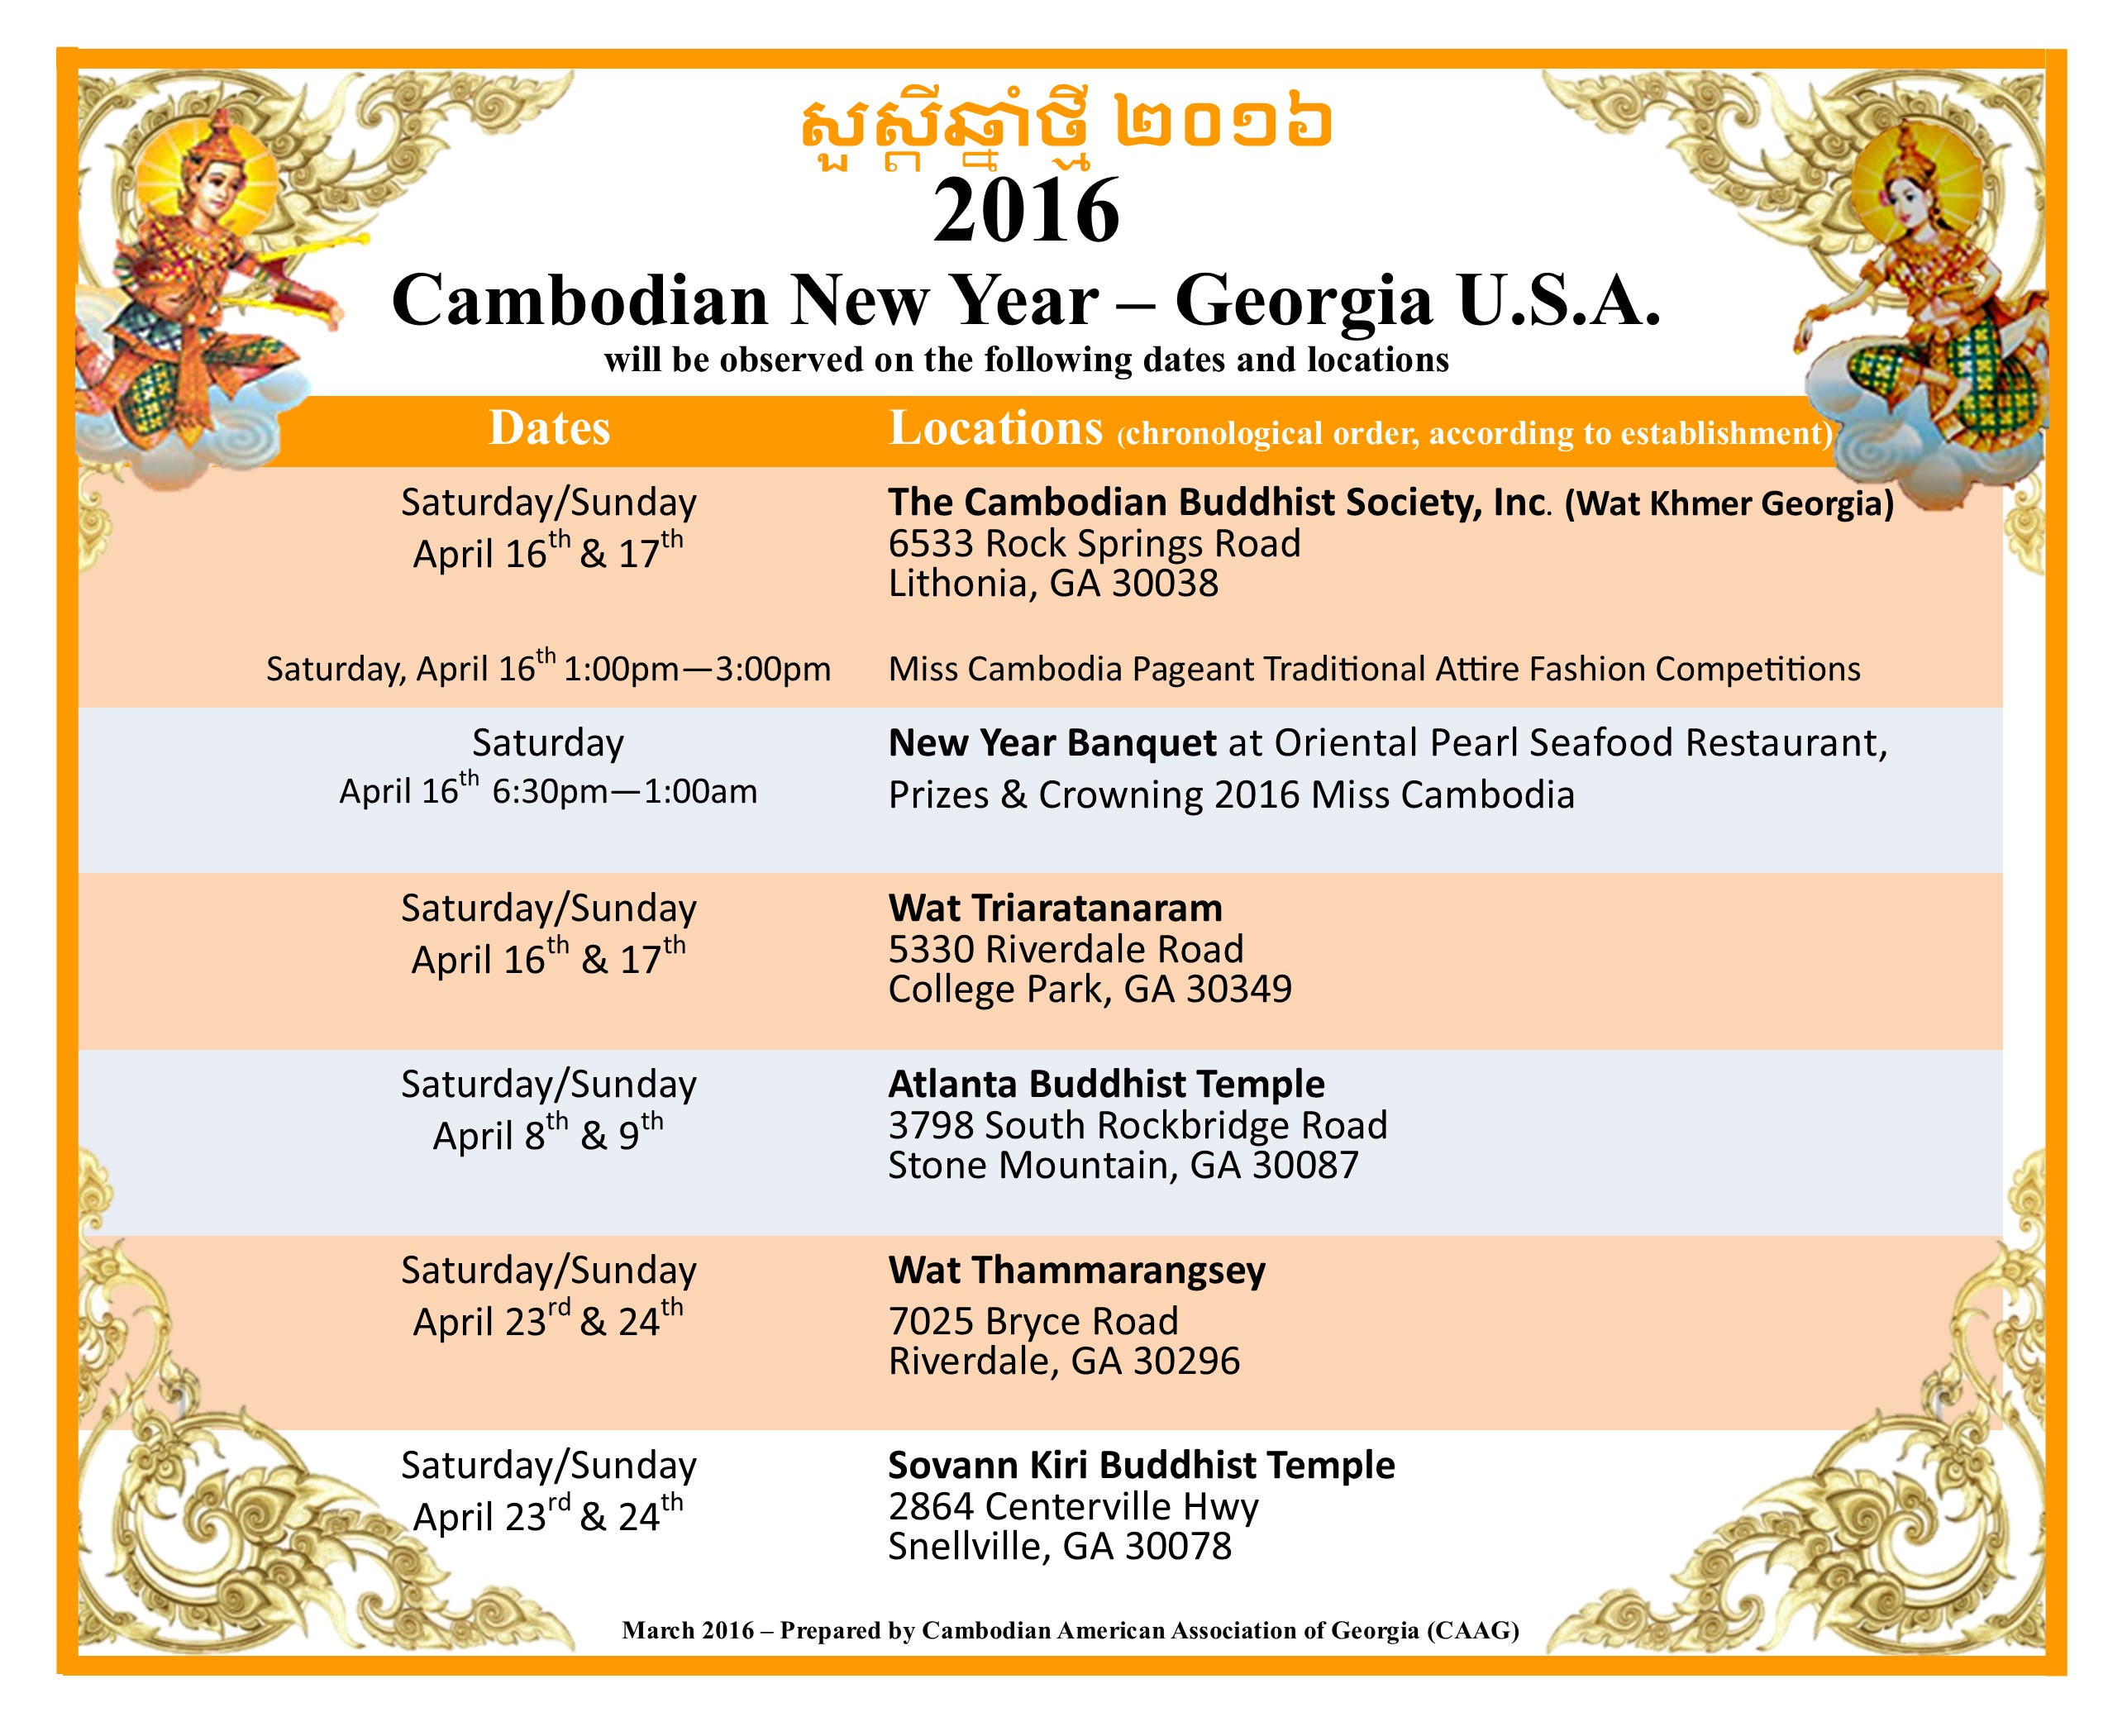 សួស្តីឆ្នាំថ្មី ២០១៦
2016
Cambodian New Year – Georgia U.S.A.
will be observed on the following dates and locations
Dates Locations (chronological order, according to establishment)
Saturday/Sunday The Cambodian Buddhist Society, Inc. (Wat Khmer Georgia)
April 16th & 17th 6533 Rock Springs Road
Lithonia, GA 30038
Saturday, April 16th 1:00pm—3:00pm Miss Cambodia Pageant Traditional Attire Fashion Competitions
Saturday New Year Banquet at Oriental Pearl Seafood Restaurant,
April 16th 6:30pm—1:00am Prizes & Crowning 2016 Miss Cambodia
Saturday/Sunday Wat Triaratanaram
April 16th & 17th 5330 Riverdale Road
College Park, GA 30349
Saturday/Sunday Atlanta Buddhist Temple
April 8th & 9th 3798 South Rockbridge Road
Stone Mountain, GA 30087
Saturday/Sunday Wat Thammarangsey
April 23rd & 24th 7025 Bryce Road
Riverdale, GA 30296
Saturday/Sunday Sovann Kiri Buddhist Temple
April 23rd & 24th 2864 Centerville Hwy
Snellville, GA 30078
March 2016 – Prepared by Cambodian American Association of Georgia (CAAG)